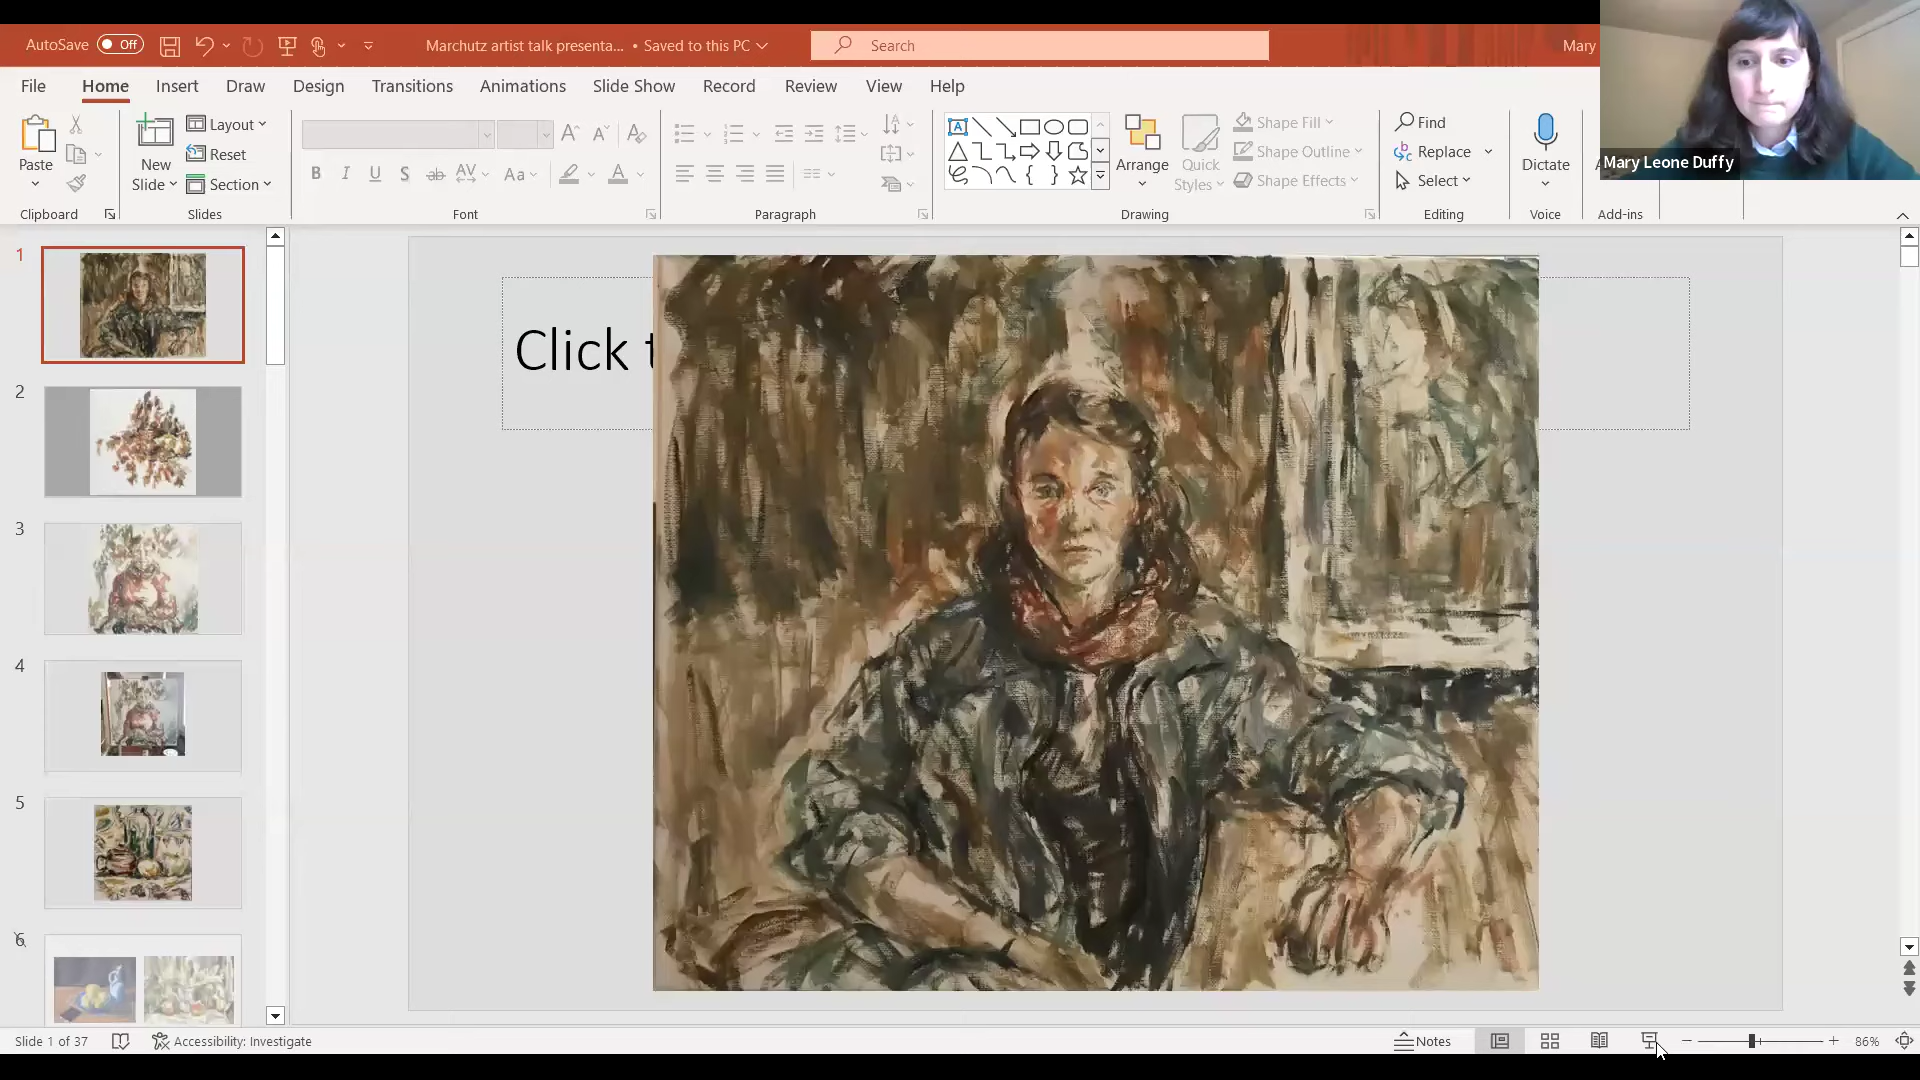 AutoSave Off Marchutz artist talk presenta... • Saved to this PC Search Mary
File Home Insert Draw Design Slide Show Transitions Animations Slide Show Record Review View Help
Paste
New
Slide
Layout
Reset
Section
Aa
Arrange
Quick
Styles
Shape Fill
Shape Outline
Shape Effects
Find
Replace
Select
Dictate
Mary Leone Duffy
Clipboard Slides Font Paragraph Drawing Editing Voice Add-ins
1
Click t
2
3
4
5
6
Slide 1 of 37 Accessibility: Investigate Notes 86%